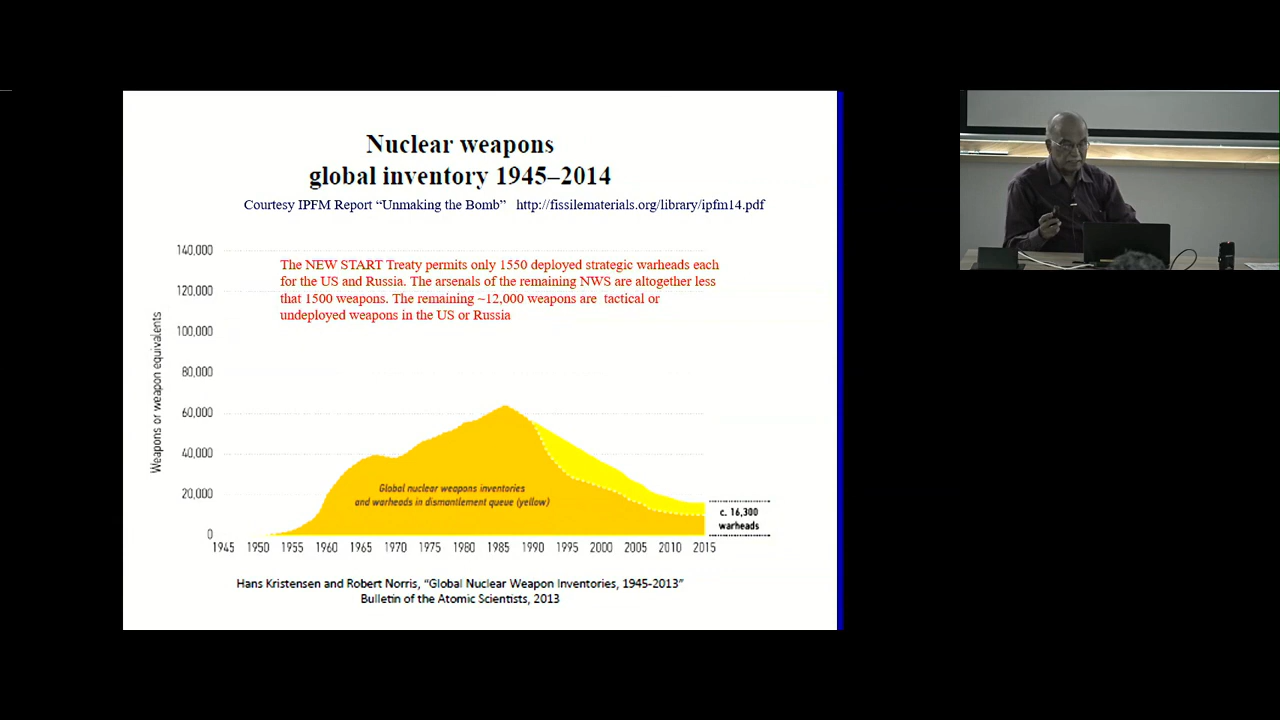 Nuclear weapons
global inventory 1945–2014
Courtesy IPFM Report “Unmaking the Bomb” http://fissilematerials.org/library/ipfm14.pdf
140,000
The NEW START Treaty permits only 1550 deployed strategic warheads each
for the US and Russia. The arsenals of the remaining NWS are altogether less
120,000
that 1500 weapons. The remaining ~12,000 weapons are tactical or
undeployed weapons in the US or Russia
100,000
Weapons or weapon equivalents
80,000
60,000
40,000
20,000
Global nuclear weapons inventories
and warheads in dismantlement queue (yellow)
c. 16,300
warheads
0
1945 1950 1955 1960 1965 1970 1975 1980 1985 1990 1995 2000 2005 2010 2015
Hans Kristensen and Robert Norris, “Global Nuclear Weapon Inventories, 1945-2013”
Bulletin of the Atomic Scientists, 2013